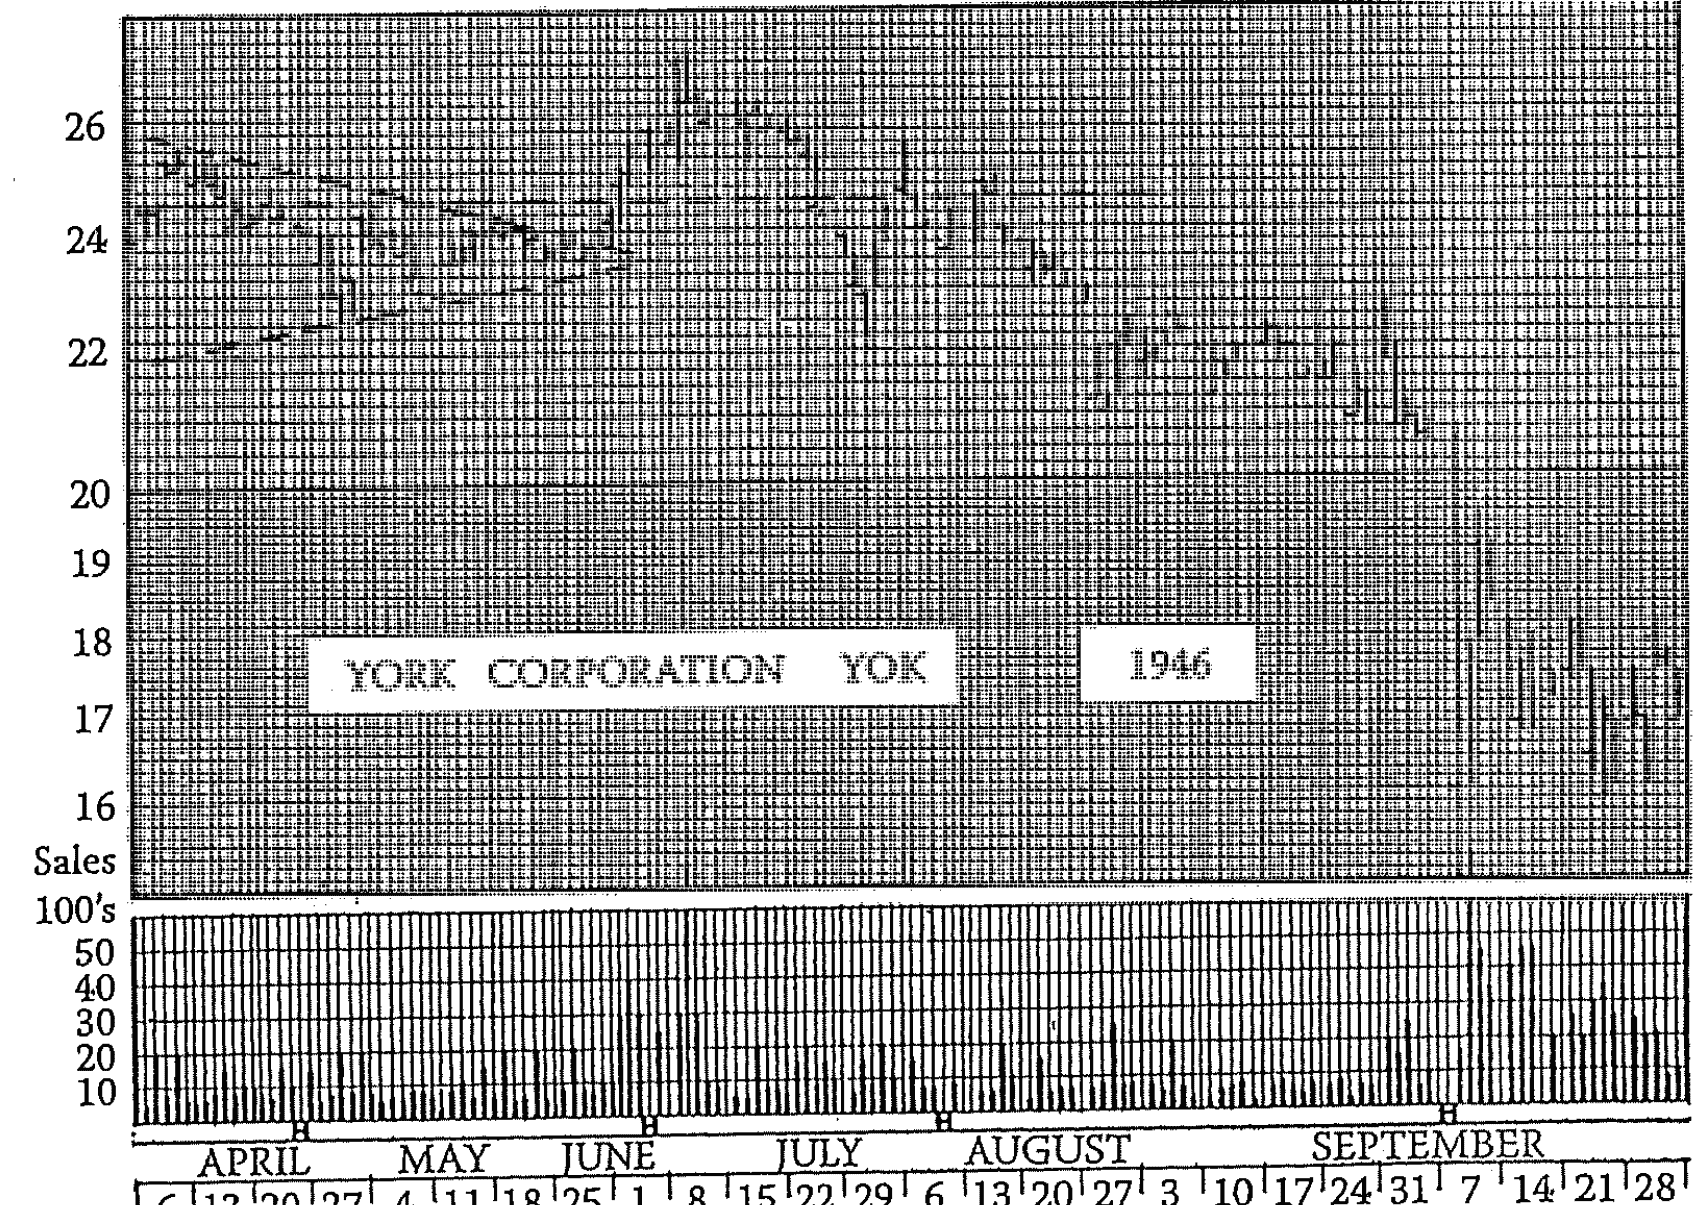 26
24
22
20
19
18
17
16
YORK CORPORATION YOK 1946
Sales
100's
50
40
30
20
10
H H H H
APRIL MAY JUNE JULY AUGUST SEPTEMBER
6 13 20 27 4 11 18 25 1 8 15 22 29 6 13 20 27 3 10 17 24 31 7 14 21 28